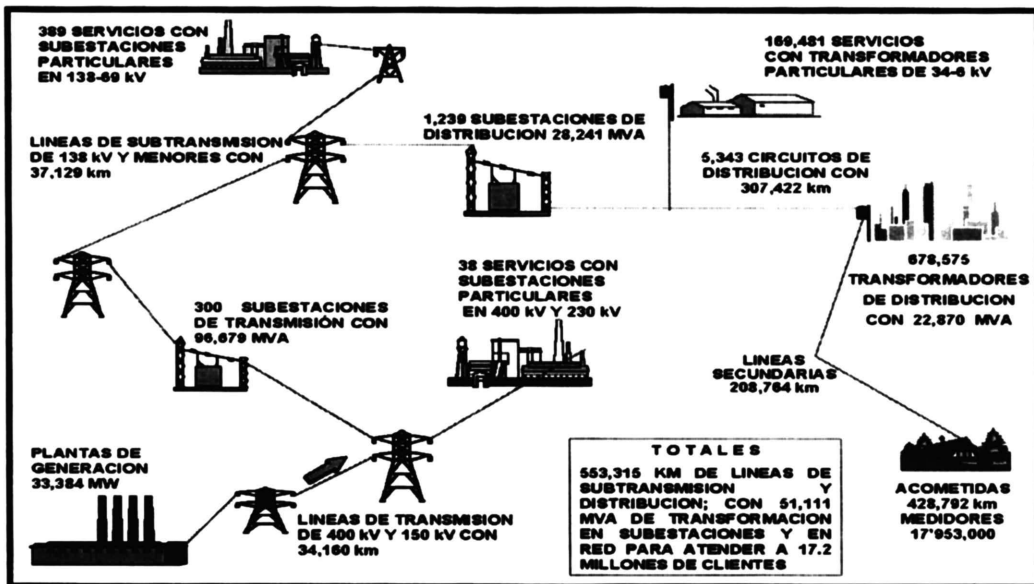 389 SERVICIOS CON
SUBESTACIONES
PARTICULARES
EN 138-69 kV
169,481 SERVICIOS
CON TRANSFORMADORES
PARTICULARES DE 34-6 kV
1,239 SUBESTACIONES DE
DISTRIBUCION 28,241 MVA
LINEAS DE SUBTRANSMISION
DE 138 kV Y MENORES CON
37,129 km
5,343 CIRCUITOS DE
DISTRIBUCION CON
307,422 km
678,575
TRANSFORMADORES
DE DISTRIBUCION
CON 22,870 MVA
38 SERVICIOS CON
SUBESTACIONES
PARTICULARES
EN 400 kV Y 230 kV
300 SUBESTACIONES
DE TRANSMISIÓN CON
96,679 MVA
LINEAS
SECUNDARIAS
208,764 km
PLANTAS DE
GENERACION
33,384 MW
LINEAS DE TRANSMISION
DE 400 kV Y 150 kV CON
34,160 km
TOTALES
553,315 KM DE LINEAS DE
SUBTRANSMISION Y
DISTRIBUCION; CON 51,111
MVA DE TRANSFORMACION
EN SUBESTACIONES Y EN
RED PARA ATENDER A 17.2
MILLONES DE CLIENTES
ACOMETIDAS
428,792 km
MEDIDORES
17'953,000